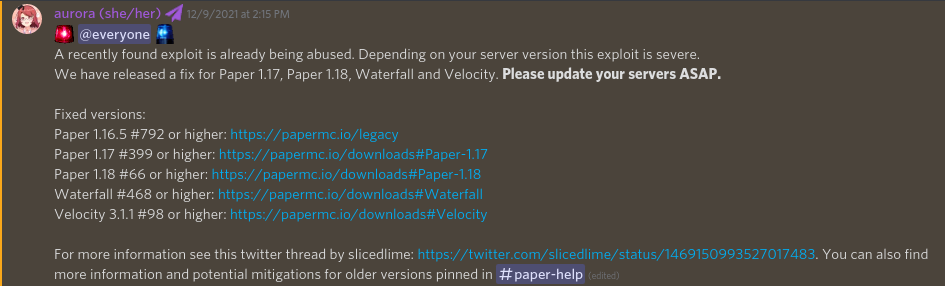 aurora (she/her) 12/9/2021 at 2:15 PM
@everyone
A recently found exploit is already being abused. Depending on your server version this exploit is severe.
We have released a fix for Paper 1.17, Paper 1.18, Waterfall and Velocity. Please update your servers ASAP.
Fixed versions:
Paper 1.16.5 #792 or higher: https://papermc.io/legacy
Paper 1.17 #399 or higher: https://papermc.io/downloads#Paper-1.17
Paper 1.18 #66 or higher: https://papermc.io/downloads#Paper-1.18
Waterfall #468 or higher: https://papermc.io/downloads#Waterfall
Velocity 3.1.1 #98 or higher: https://papermc.io/downloads#Velocity
For more information see this twitter thread by slicedlime: https://twitter.com/slicedlime/status/1469150993527017483. You can also find
more information and potential mitigations for older versions pinned in #paper-help (edited)